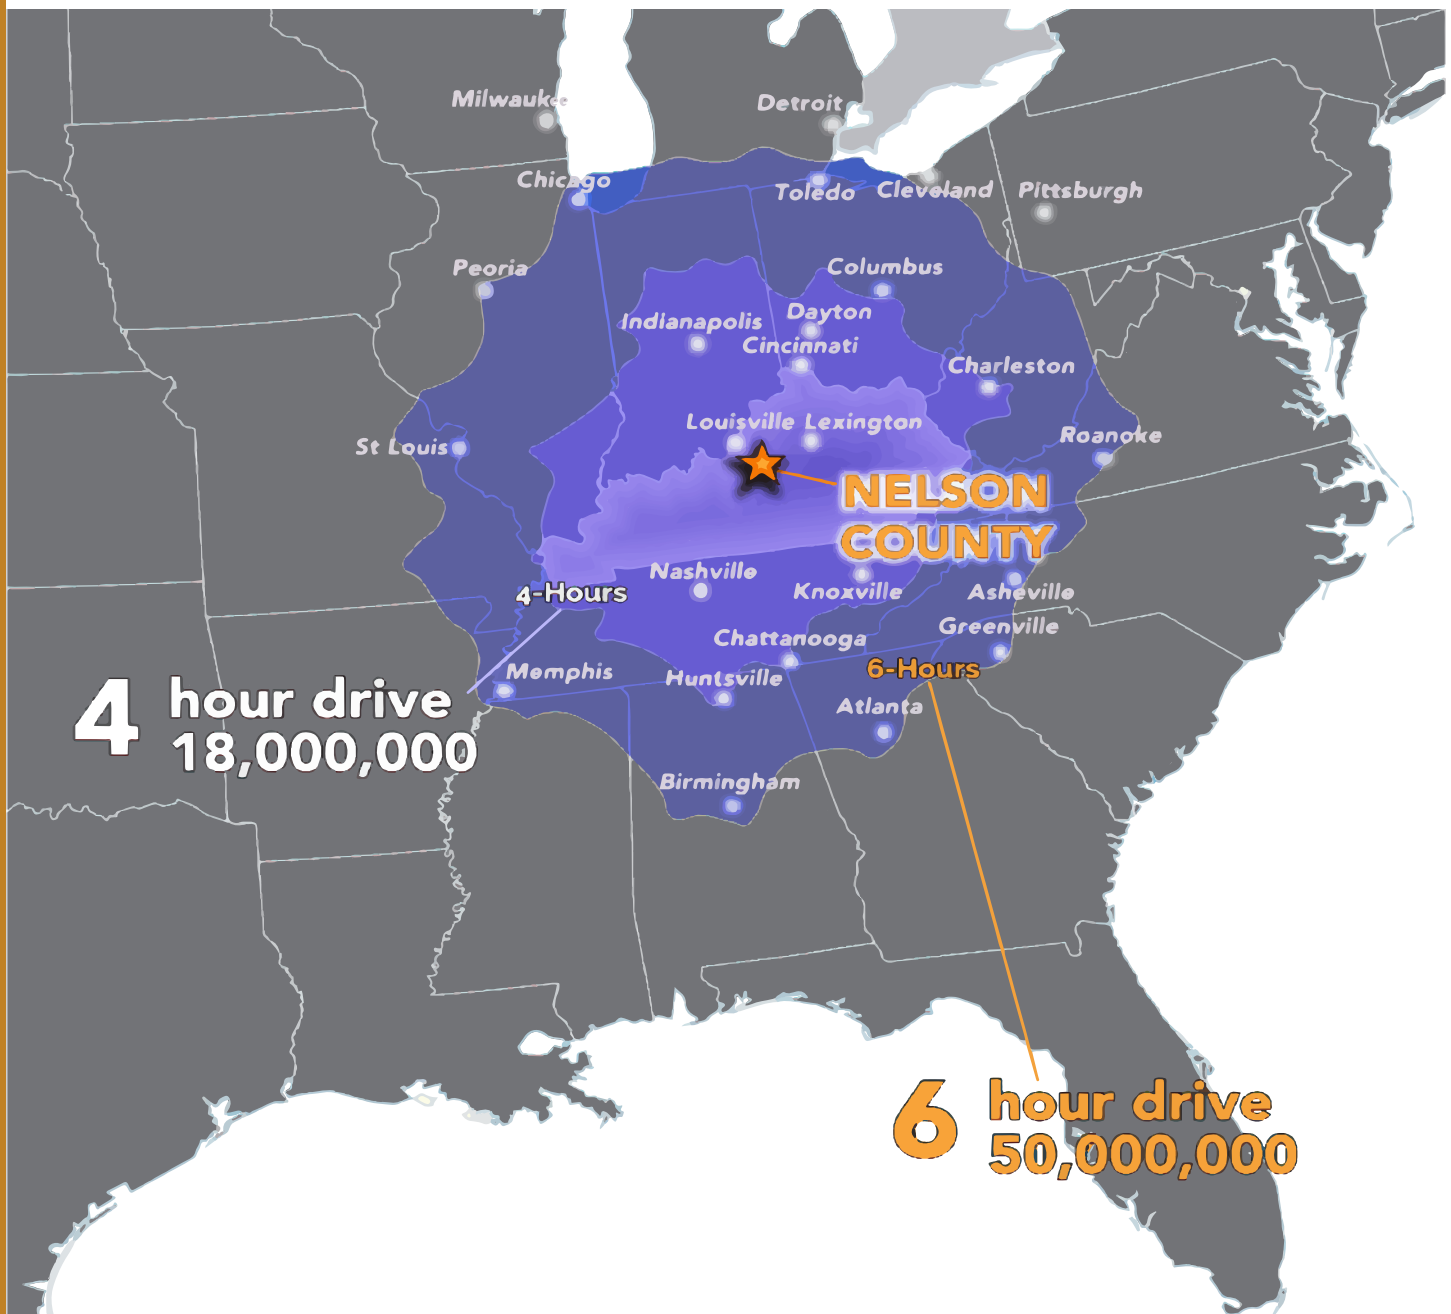 Milwauke
Detroit
Chicago
Toledo
Cleveland
Pittsburgh
Peoria
Columbus
Indianapolis
Dayton
Cincinnati
Charleston
Louisville
Lexington
St Louis
Roanoke
NELSON
COUNTY
Nashville
4-Hours
Knoxville
Asheville
Greenville
Chattanooga
6-Hours
Memphis
Huntsville
Atlanta
4 hour drive
18,000,000
Birmingham
6 hour drive
50,000,000